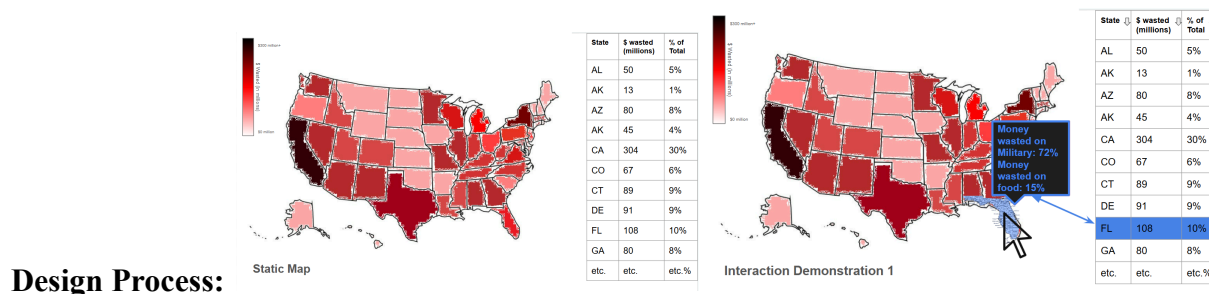 $200 million+
$ Wasted (in millions)
$0 million
State $ wasted (millions) % of Total
AL 50 5%
AK 13 1%
AZ 80 8%
AK 45 4%
CA 304 30%
CO 67 6%
CT 89 9%
DE 91 9%
FL 108 10%
GA 80 8%
etc. etc. etc.%
Static Map
$200 million+
$ Wasted (in millions)
$0 million
Money
wasted on
Military: 72%
Money
wasted on
food: 15%
State $ wasted (millions) % of Total
AL 50 5%
AK 13 1%
AZ 80 8%
AK 45 4%
CA 304 30%
CO 67 6%
CT 89 9%
DE 91 9%
FL 108 10%
GA 80 8%
etc. etc. etc.%
Interaction Demonstration 1
Design Process: